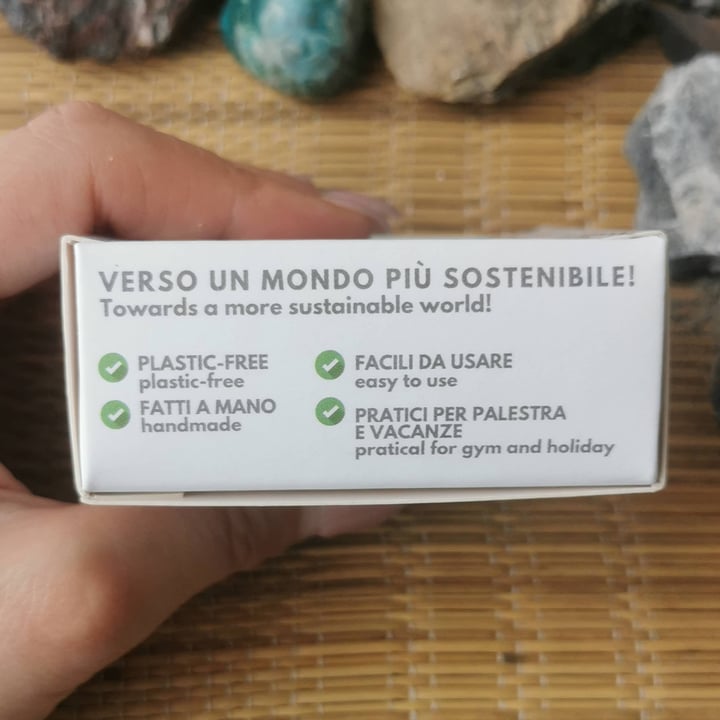 VERSO UN MONDO PIÙ SOSTENIBILE!
Towards a more sustainable world!
PLASTIC-FREE
plastic-free
FATTI A MANO
handmade
FACILI DA USARE
easy to use
PRATICI PER PALESTRA
E VACANZE
pratical for gym and holiday